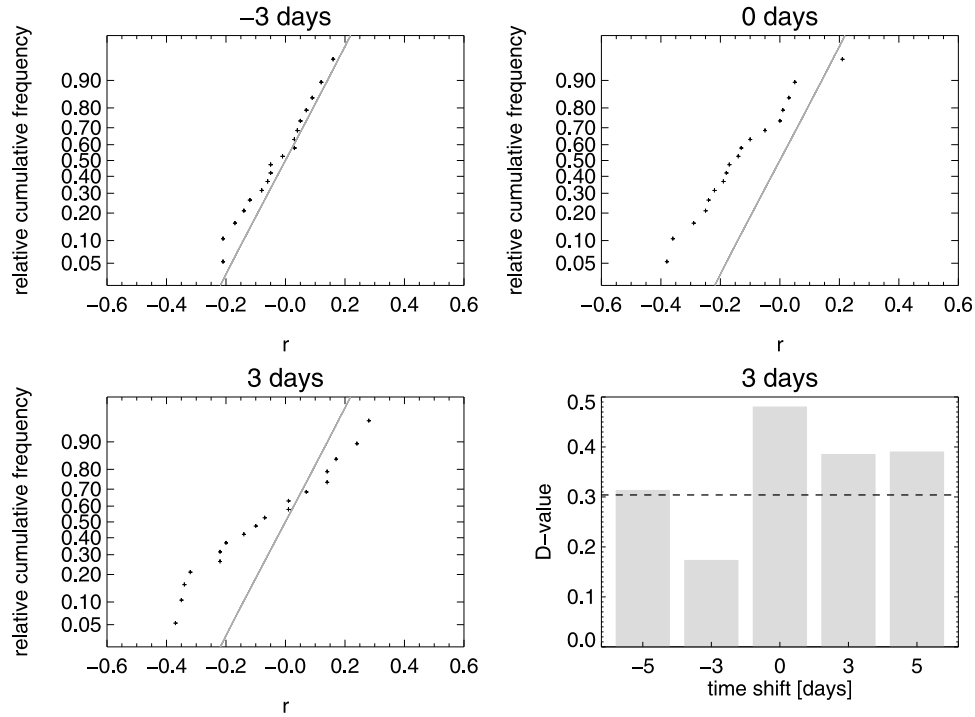 −3 days
relative cumulative frequency
0.90
0.80
0.70
0.60
0.50
0.40
0.30
0.20
0.10
0.05
−0.6 −0.4 −0.2 −0.0 0.2 0.4 0.6
r
0 days
relative cumulative frequency
0.90
0.80
0.70
0.60
0.50
0.40
0.30
0.20
0.10
0.05
−0.6 −0.4 −0.2 −0.0 0.2 0.4 0.6
r
3 days
relative cumulative frequency
0.90
0.80
0.70
0.60
0.50
0.40
0.30
0.20
0.10
0.05
−0.6 −0.4 −0.2 −0.0 0.2 0.4 0.6
r
3 days
D−value
0.5
0.4
0.3
0.2
0.1
0.0
−5 −3 0 3 5
time shift [days]